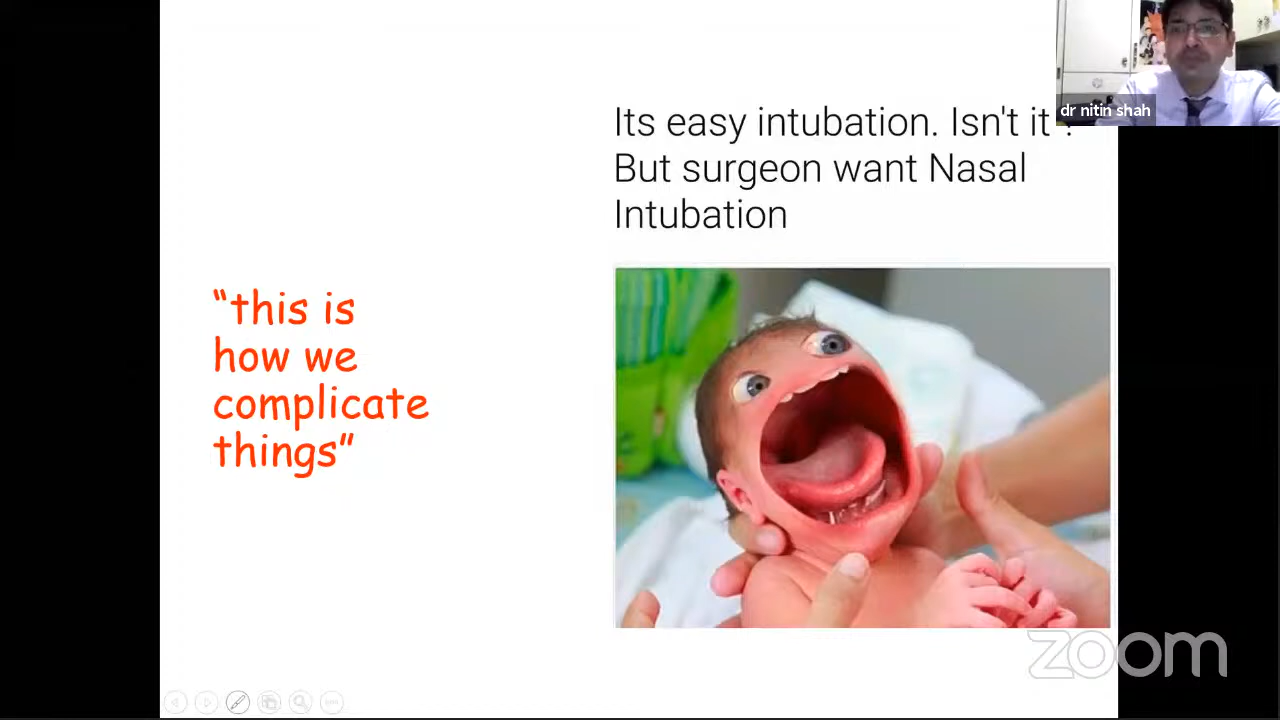 dr nitin shah
Its easy intubation. Isn't it ?
But surgeon want Nasal
Intubation
“this is
how we
complicate
things”
zoom